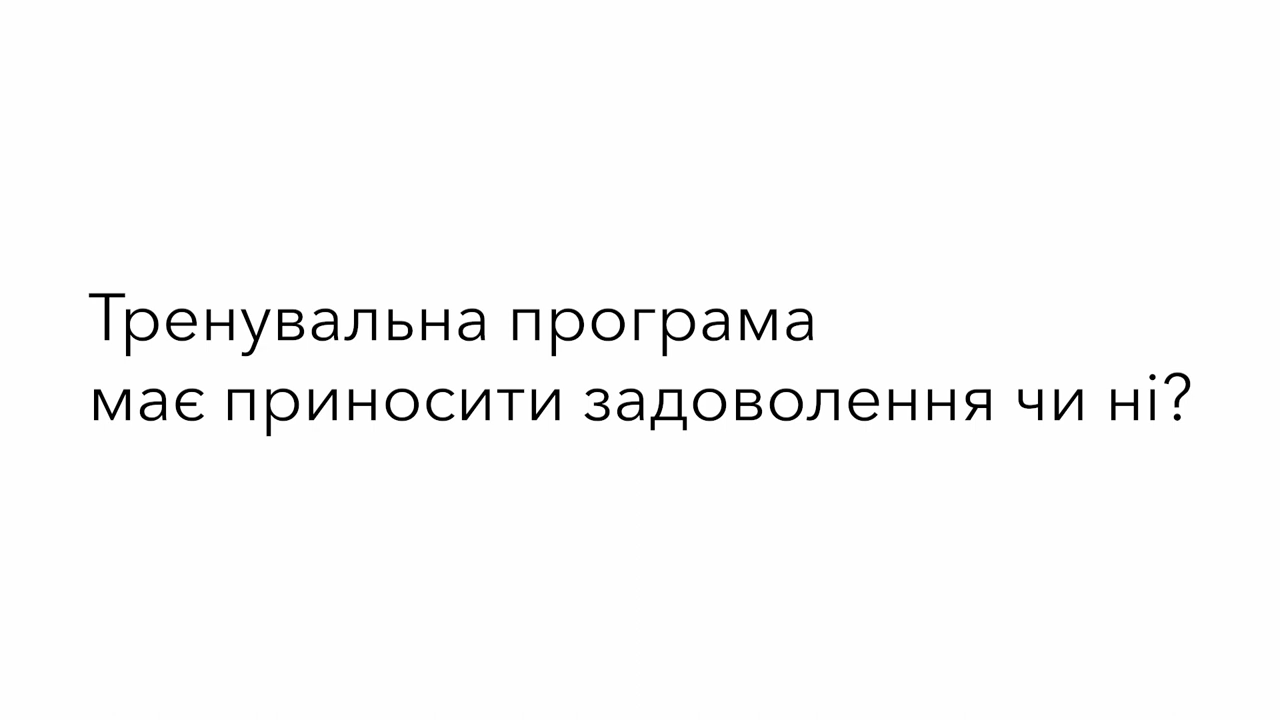 Тренувальна програма
має приносити задоволення чи ні?